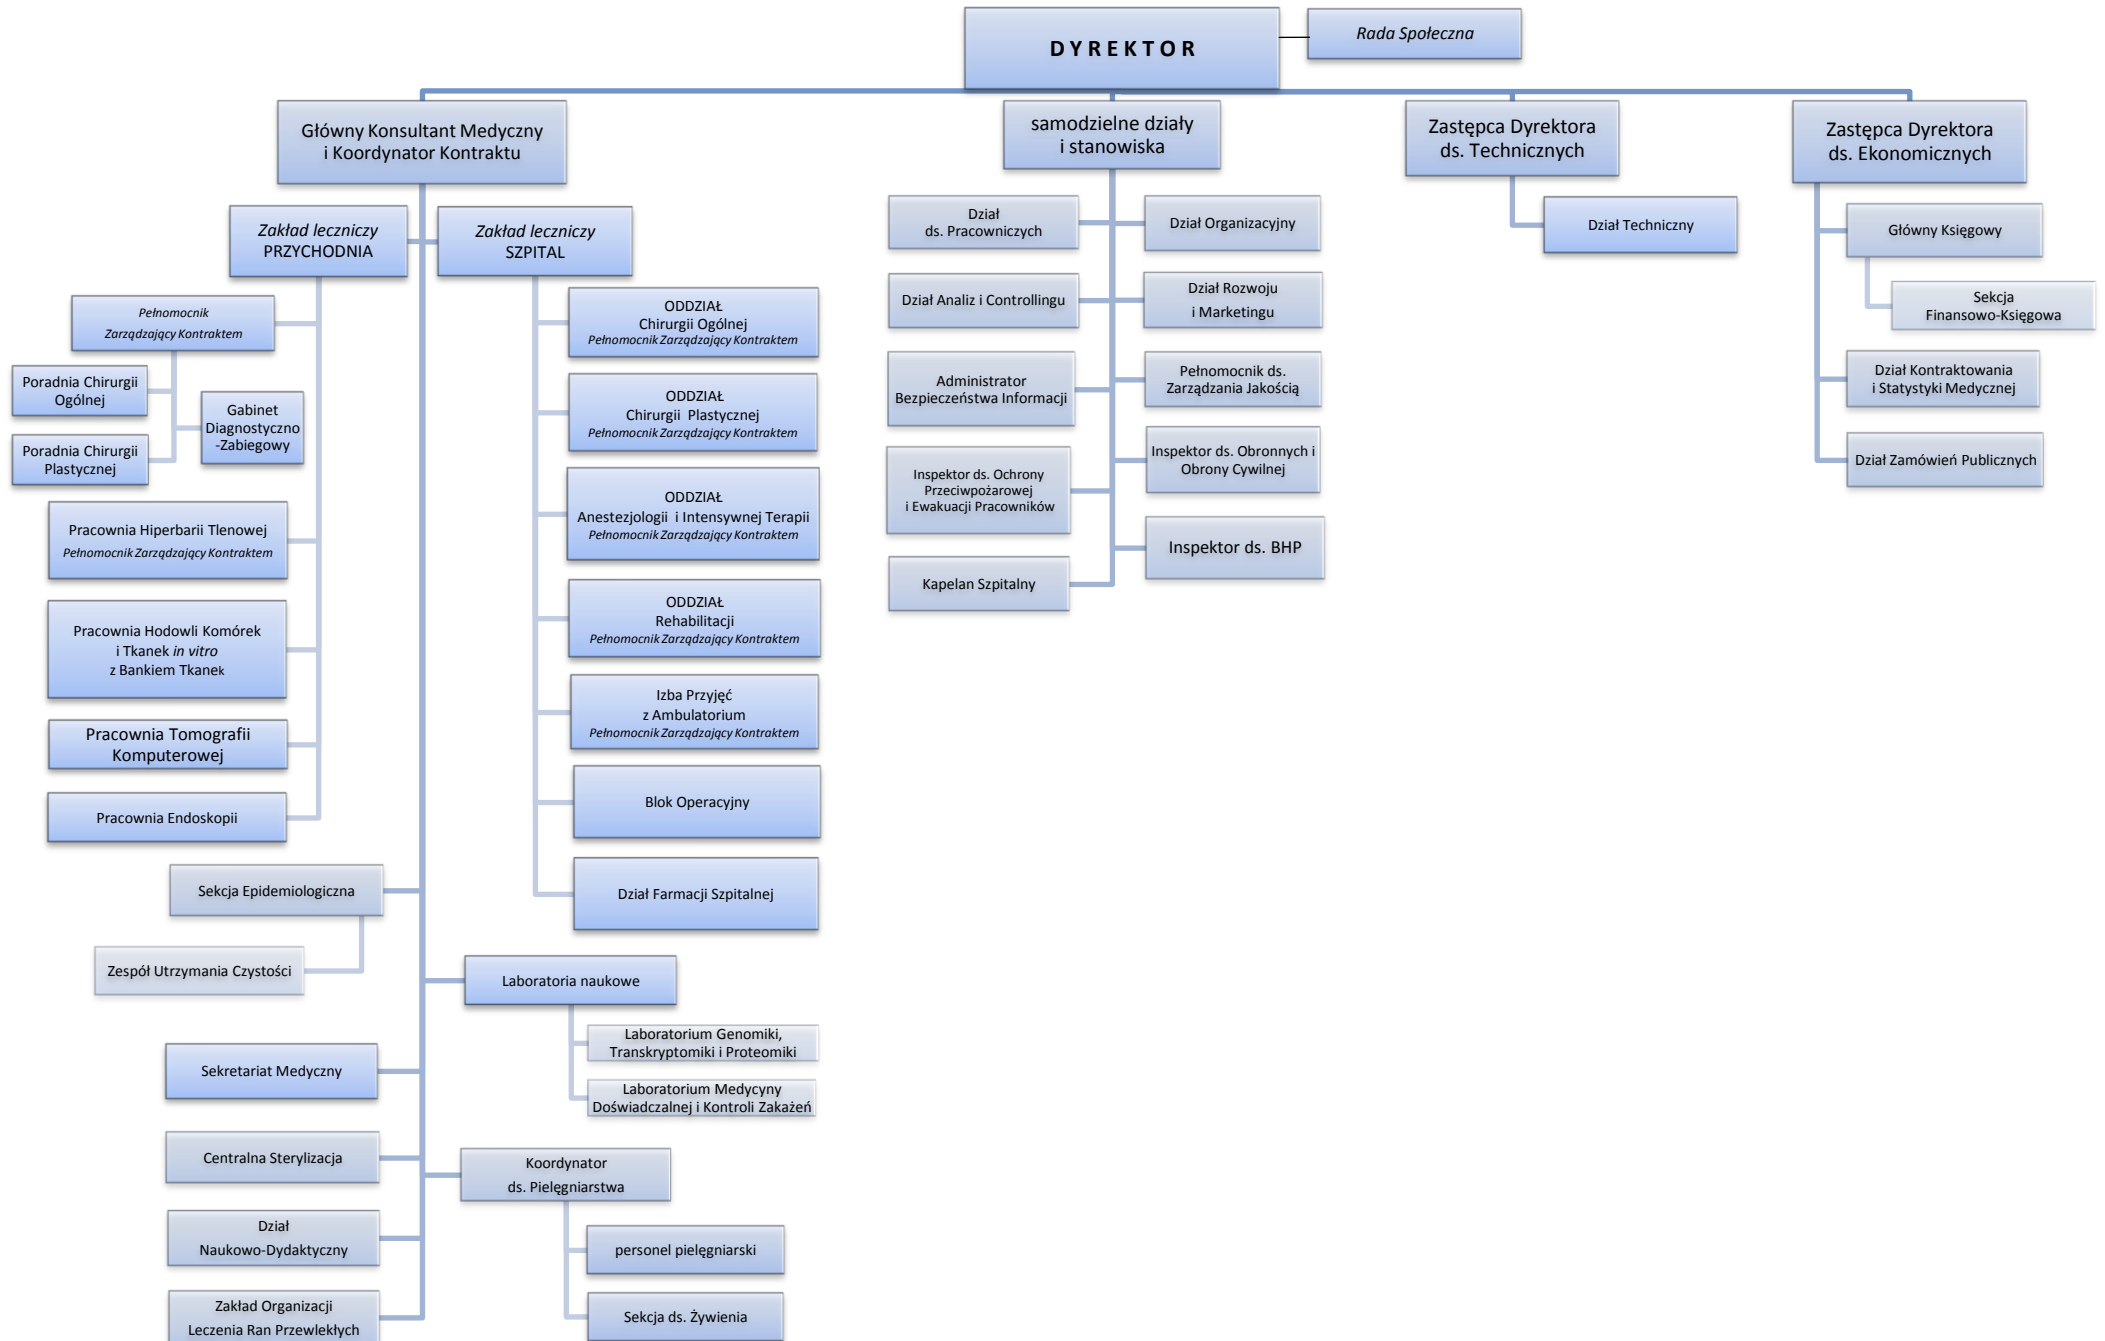 D Y R E K T O R
Rada Społeczna
Główny Konsultant Medyczny
i Koordynator Kontraktu
samodzielne działy
i stanowiska
Zastępca Dyrektora
ds. Technicznych
Zastępca Dyrektora
ds. Ekonomicznych
Zakład leczniczy
PRZYCHODNIA
Zakład leczniczy
SZPITAL
Pełnomocnik
Zarządzający Kontraktem
Poradnia Chirurgii
Ogólnej
Gabinet
Diagnostyczno
-Zabiegowy
Poradnia Chirurgii
Plastycznej
Pracownia Hiperbarii Tlenowej
Pełnomocnik Zarządzający Kontraktem
Pracownia Hodowli Komórek
i Tkanek in vitro
z Bankiem Tkanek
Pracownia Tomografii
Komputerowej
Pracownia Endoskopii
ODDZIAŁ
Chirurgii Ogólnej
Pełnomocnik Zarządzający Kontraktem
ODDZIAŁ
Chirurgii Plastycznej
Pełnomocnik Zarządzający Kontraktem
ODDZIAŁ
Anestezjologii i Intensywnej Terapii
Pełnomocnik Zarządzający Kontraktem
ODDZIAŁ
Rehabilitacji
Pełnomocnik Zarządzający Kontraktem
Izba Przyjęć
z Ambulatorium
Pełnomocnik Zarządzający Kontraktem
Blok Operacyjny
Dział Farmacji Szpitalnej
Sekcja Epidemiologiczna
Zespół Utrzymania Czystości
Laboratoria naukowe
Laboratorium Genomiki,
Transkryptomiki i Proteomiki
Laboratorium Medycyny
Doświadczalnej i Kontroli Zakażeń
Sekretariat Medyczny
Centralna Sterylizacja
Koordynator
ds. Pielęgniarstwa
personel pielęgniarski
Sekcja ds. Żywienia
Dział
Naukowo-Dydaktyczny
Zakład Organizacji
Leczenia Ran Przewlekłych
Dział
ds. Pracowniczych
Dział Organizacyjny
Dział Analiz i Controllingu
Dział Rozwoju
i Marketingu
Administrator
Bezpieczeństwa Informacji
Pełnomocnik ds.
Zarządzania Jakością
Inspektor ds. Ochrony
Przeciwpożarowej
i Ewakuacji Pracowników
Inspektor ds. Obronnych i
Obrony Cywilnej
Inspektor ds. BHP
Kapelan Szpitalny
Dział Techniczny
Główny Księgowy
Sekcja
Finansowo-Księgowa
Dział Kontraktowania
i Statystyki Medycznej
Dział Zamówień Publicznych